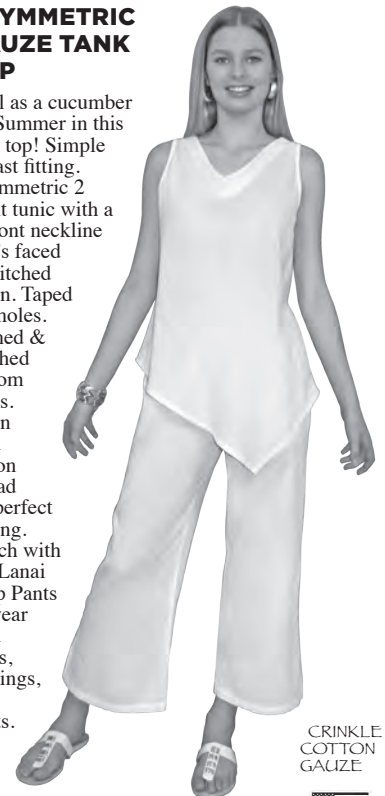 YMMETRIC
UZE TANK
P
l as a cucumber
Summer in this
top! Simple
ast fitting.
mmetric 2
t tunic with a
ont neckline
's faced
itched
n. Taped
holes.
ned &
hed
om
s.
n
on
ad
perfect
ng.
ch with
Lanai
p Pants
ear
s,
ings,
ts.
CRINKLE
COTTON
GAUZE